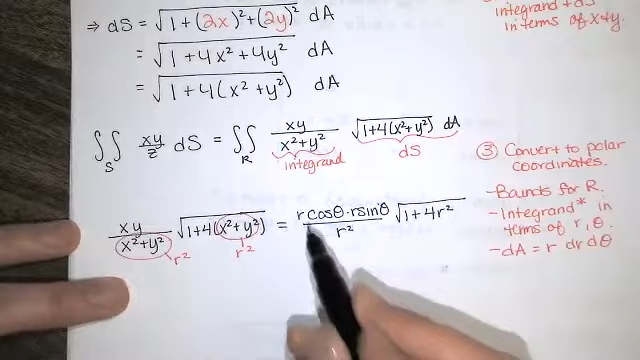 ⇒ dS = √(1 + (2x)² + (2y)²) dA
= √(1 + 4x² + 4y²) dA
= √(1 + 4(x² + y²)) dA
integrand + dS
in terms of x + y.
∬_S xy/z dS = ∬_R xy/(x² + y²) √(1+4(x²+y²)) dA
integrand dS
③ Convert to polar
coordinates.
- Bounds for R.
- Integrand* in
terms of r, θ.
- dA = r dr dθ
xy/(x² + y²) √(1+4(x²+y²)) = rcosθ · rsinθ/r² √(1 + 4r²)
r² r²